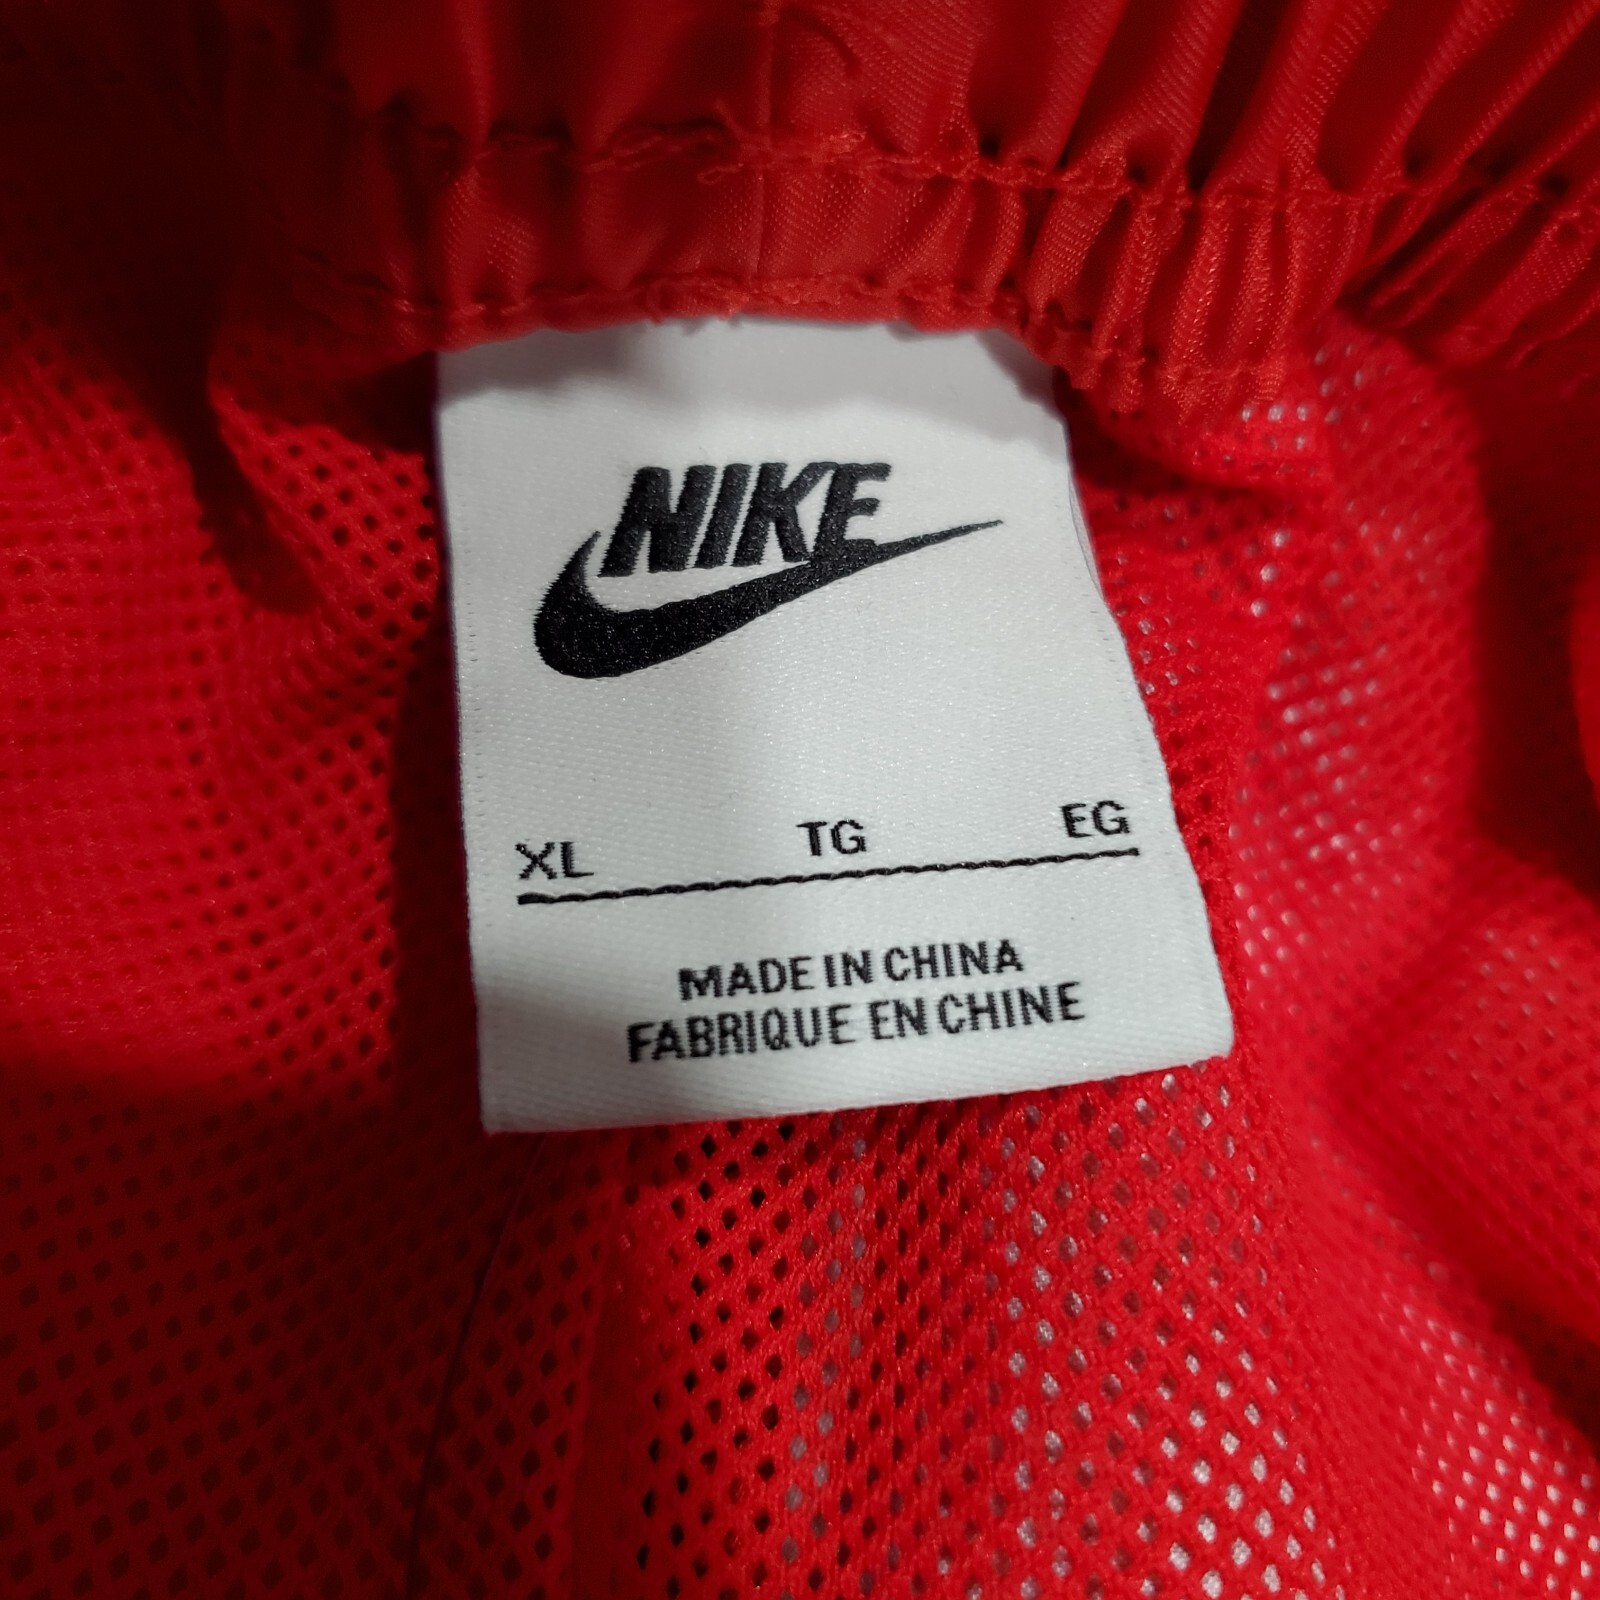 NIKE
XL TG EG
MADE IN CHINA
FABRIQUE EN CHINE